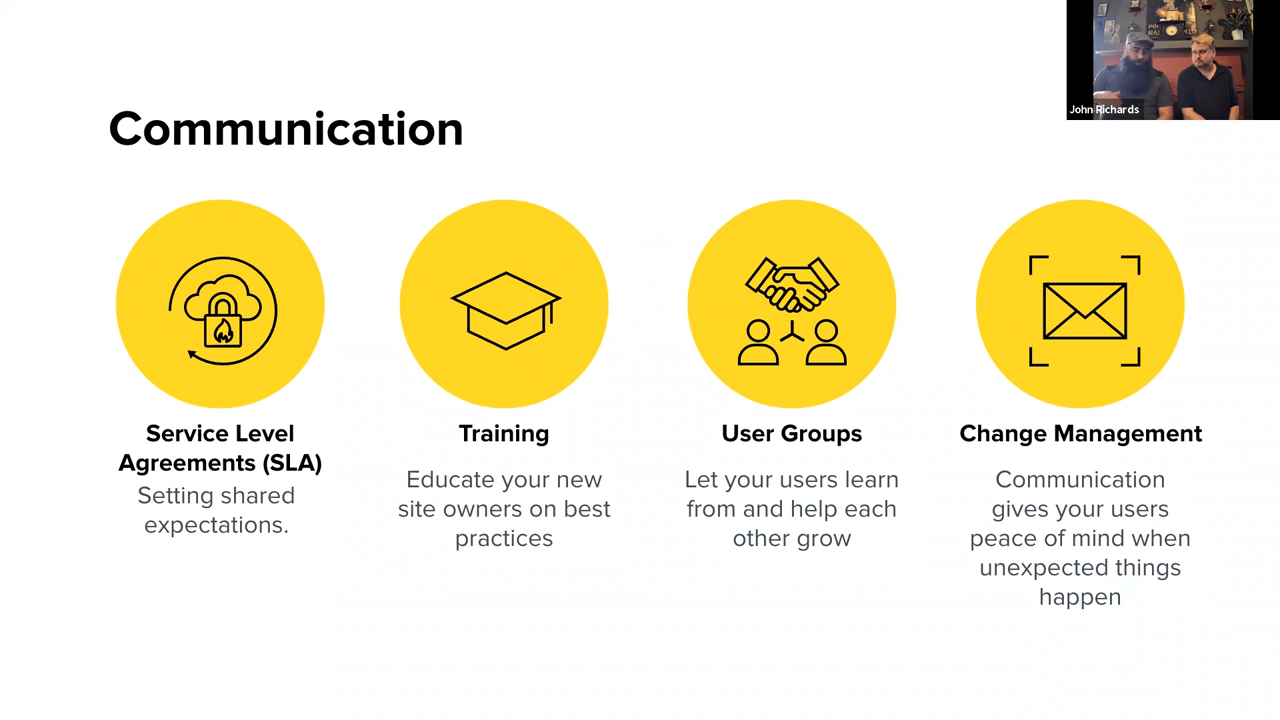 John Richards
Communication
Service Level
Agreements (SLA)
Setting shared
expectations.
Training
Educate your new
site owners on best
practices
User Groups
Let your users learn
from and help each
other grow
Change Management
Communication
gives your users
peace of mind when
unexpected things
happen